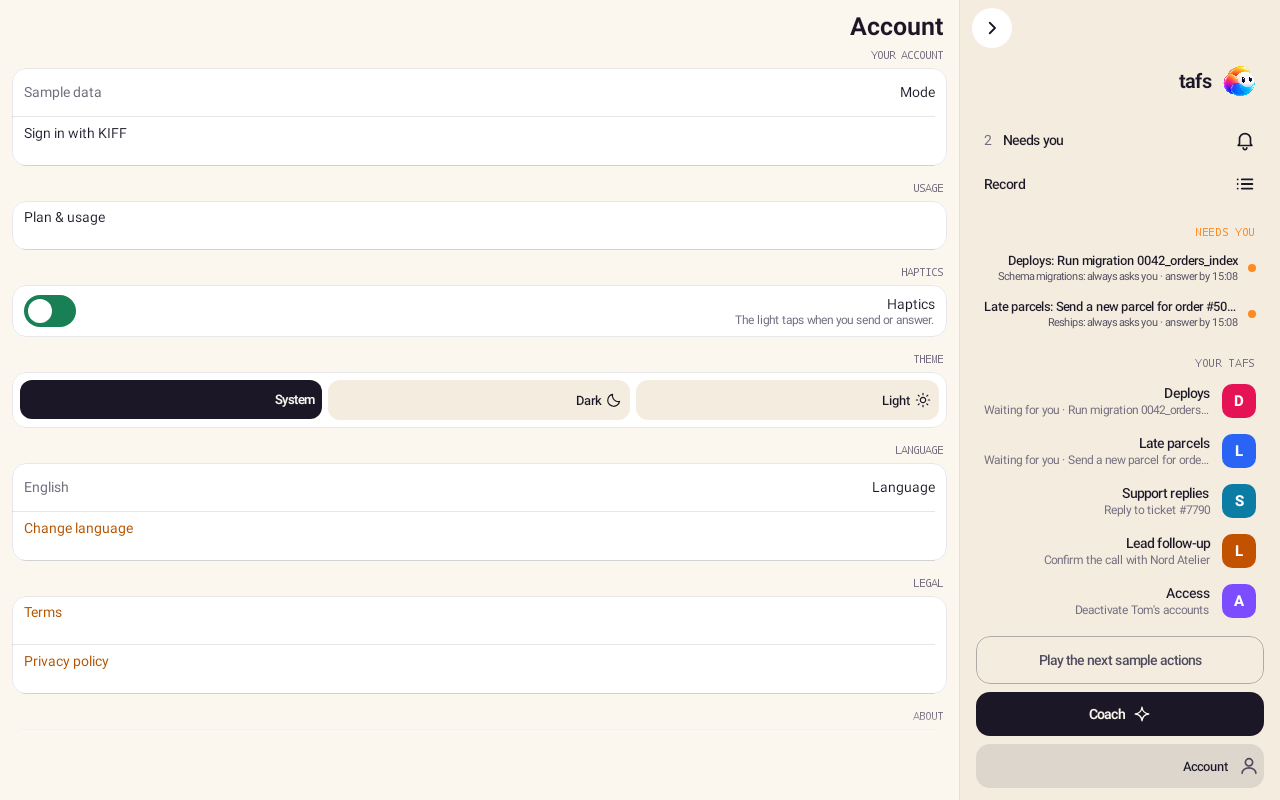 Account
YOUR ACCOUNT
Mode
Sample data
Sign in with KIFF
USAGE
Plan & usage
HAPTICS
Haptics
The light taps when you send or answer.
THEME
Light
Dark
System
LANGUAGE
Language
English
Change language
LEGAL
Terms
Privacy policy
ABOUT
tafs
Needs you 2
Record
NEEDS YOU
Deploys: Run migration 0042_orders_index
Schema migrations: always asks you · answer by 15:08
Late parcels: Send a new parcel for order #50...
Reships: always asks you · answer by 15:08
YOUR TAFS
D
Deploys
Waiting for you · Run migration 0042_orders...
L
Late parcels
Waiting for you · Send a new parcel for orde...
S
Support replies
Reply to ticket #7790
L
Lead follow-up
Confirm the call with Nord Atelier
A
Access
Deactivate Tom's accounts
Play the next sample actions
Coach
Account